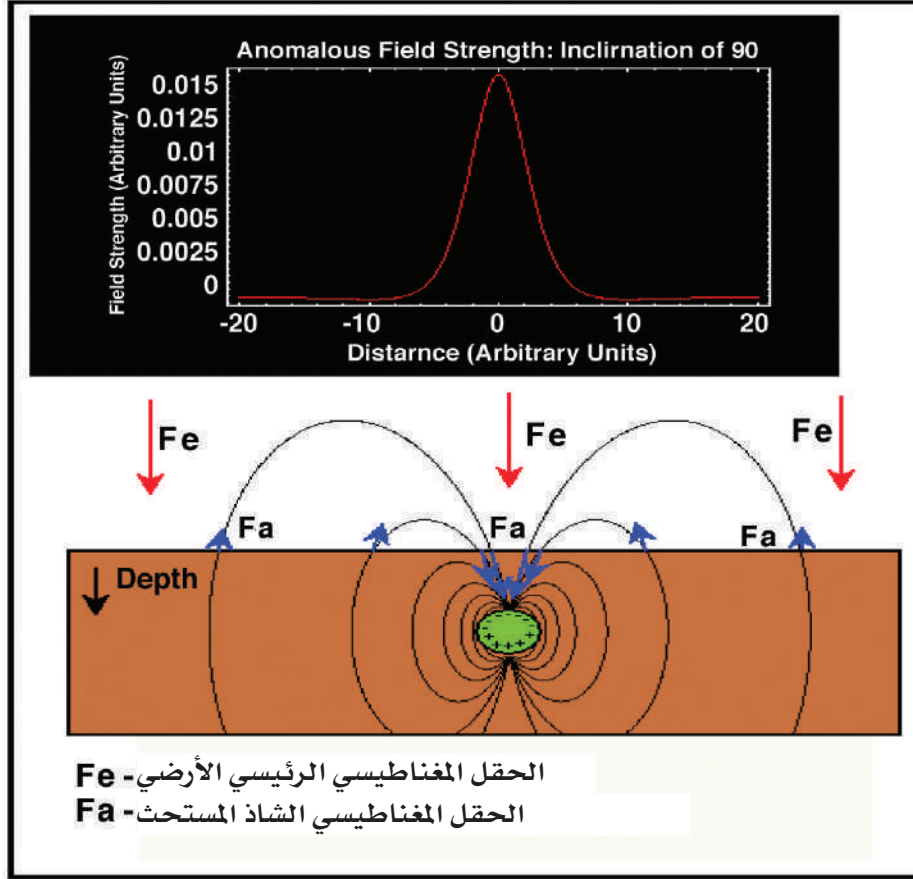 Anomalous Field Strength: Inclirnation of 90
Field Strength (Arbitrary Units)
0.015
0.0125
0.01
0.0075
0.005
0.0025
0
-20 -10 0 10 20
Distarnce (Arbitrary Units)
Fe Fe Fe
Fa Fa Fa
Depth
Fe - الحقل المغناطيسي الرئيسي الأرضي
Fa - الحقل المغناطيسي الشاذ المستحث